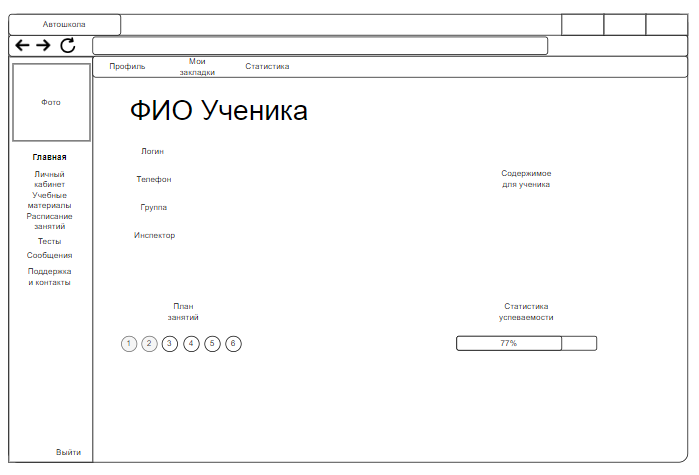 Автошкола
Профиль
Мои
закладки
Статистика
Фото
Главная
Личный
кабинет
Учебные
материалы
Расписание
занятий
Тесты
Сообщения
Поддержка
и контакты
Выйти
ФИО Ученика
Логин
Телефон
Группа
Инспектор
Содержимое
для ученика
План
занятий
1 2 3 4 5 6
Статистика
успеваемости
77%